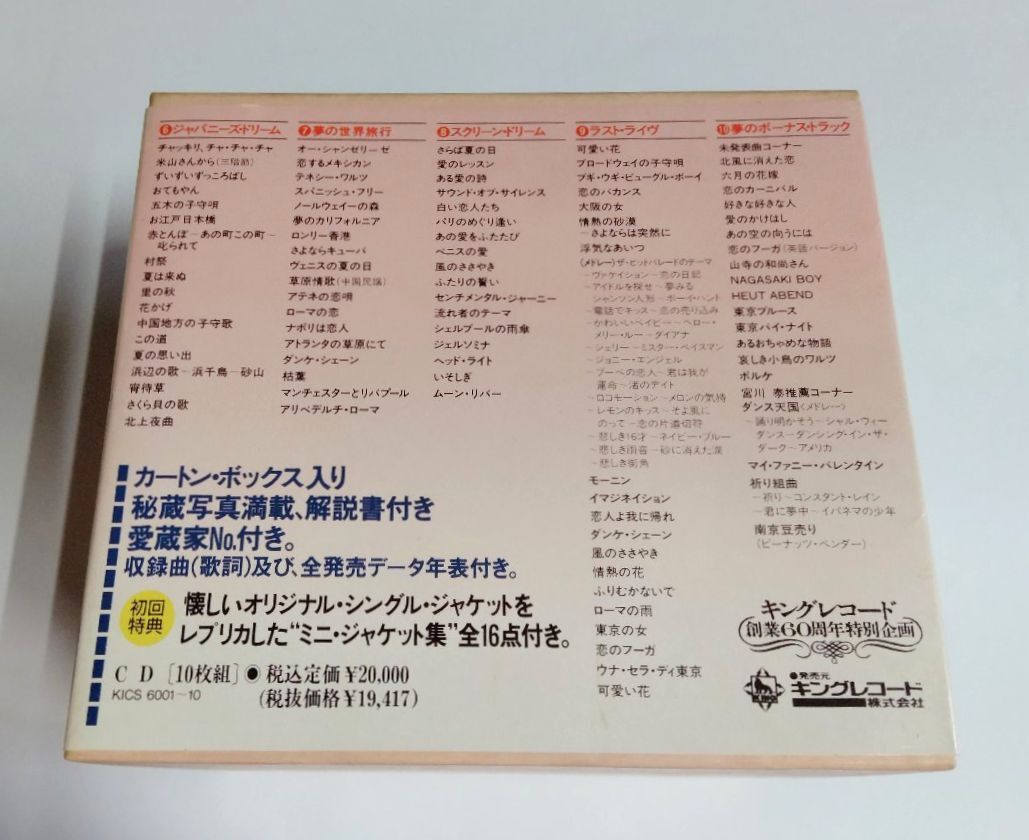 ❻ジャパニーズ・ドリーム
チャッキリ、チャ・チャ・チャ
米山さんから(三階節)
ずいずいずっころばし
おてもやん
五木の子守唄
お江戸日本橋
赤とんぼ−あの町この町−
叱られて
村祭
夏は来ぬ
里の秋
花かげ
中国地方の子守歌
この道
夏の思い出
浜辺の歌−浜千鳥−砂山
宵待草
さくら貝の歌
北上夜曲
❼夢の世界旅行
オー・シャンゼリーゼ
恋するメキシカン
テネシー・ワルツ
スパニッシュ・フリー
ノールウェイーの森
夢のカリフォルニア
ロンリー香港
さよならキューバ
ヴェニスの夏の日
草原情歌(中国民謡)
アテネの恋唄
ローマの恋
ナポリは恋人
アトランタの草原にて
ダンケ・シェーン
枯葉
マンチェスターとリバプール
アリベデルチ・ローマ
❽スクリーン・ドリーム
さらば夏の日
愛のレッスン
ある愛の詩
サウンド・オブ・サイレンス
白い恋人たち
パリのめぐり逢い
あの愛をふたたび
ベニスの愛
風のささやき
ふたりの誓い
センチメンタル・ジャーニー
流れ者のテーマ
シェルブールの雨傘
ジェルソミナ
ヘッド・ライト
いそしぎ
ムーン・リバー
❾ラスト・ライヴ
可愛い花
ブロードウェイの子守唄
ブギ・ウギ・ビューグル・ボーイ
恋のバカンス
大阪の女
情熱の砂漠
−さよならは突然に
浮気なあいつ
(メドレー)ザ・ヒットパレードのテーマ
−ヴァケイション−恋の日記
−アイドルを探せ−夢みる
シャンソン人形−ボーイ・ハント
−電話でキッス−恋の売り込み
−かわいいベイビー−ヘロー・
メリー・ルー−ダイアナ
−シェリー−ミスター・ベイスマン
−ジョニー・エンジェル
−ブーベの恋人−君は我が
運命−渚のデイト
−ロコモーション−メロンの気持
−レモンのキッス−そよ風に
のって−恋の片道切符
−悲しき16才−ネイビー・ブルー
−悲しき雨音−砂に消えた涙
−悲しき街角
モーニン
イマジネイション
恋人よ我に帰れ
ダンケ・シェーン
風のささやき
情熱の花
ふりむかないで
ローマの雨
東京の女
恋のフーガ
ウナ・セラ・ディ東京
可愛い花
❿夢のボーナス・トラック
未発表曲コーナー
北風に消えた恋
六月の花嫁
恋のカーニバル
好きな好きな人
愛のかけはし
あの空の向うには
恋のフーガ(英語バージョン)
山寺の和尚さん
NAGASAKI BOY
HEUT ABEND
東京ブルース
東京バイ・ナイト
あるおちゃめな物語
哀しき小鳥のワルツ
ボルケ
宮川 泰推薦コーナー
ダンス天国(メドレー)
−踊り明かそう−シャル・ウィー
ダンス−ダンシング・イン・ザ・
ダーク−アメリカ
マイ・ファニー・バレンタイン
祈り組曲
−祈り−コンスタント・レイン
−君に夢中−イパネマの少年
南京豆売り
(ピーナッツ・ベンダー)
カートン・ボックス入り
秘蔵写真満載、解説書付き
愛蔵家No.付き。
収録曲(歌詞)及び、全発売データ年表付き。
初回
特典
懐しいオリジナル・シングル・ジャケットを
レプリカした“ミニ・ジャケット集”全16点付き。
CD[10枚組]●税込定価¥20,000
KICS 6001~10
(税抜価格¥19,417)
キングレコード
創業60周年特別企画
KING
●発売元
キングレコード
株式会社